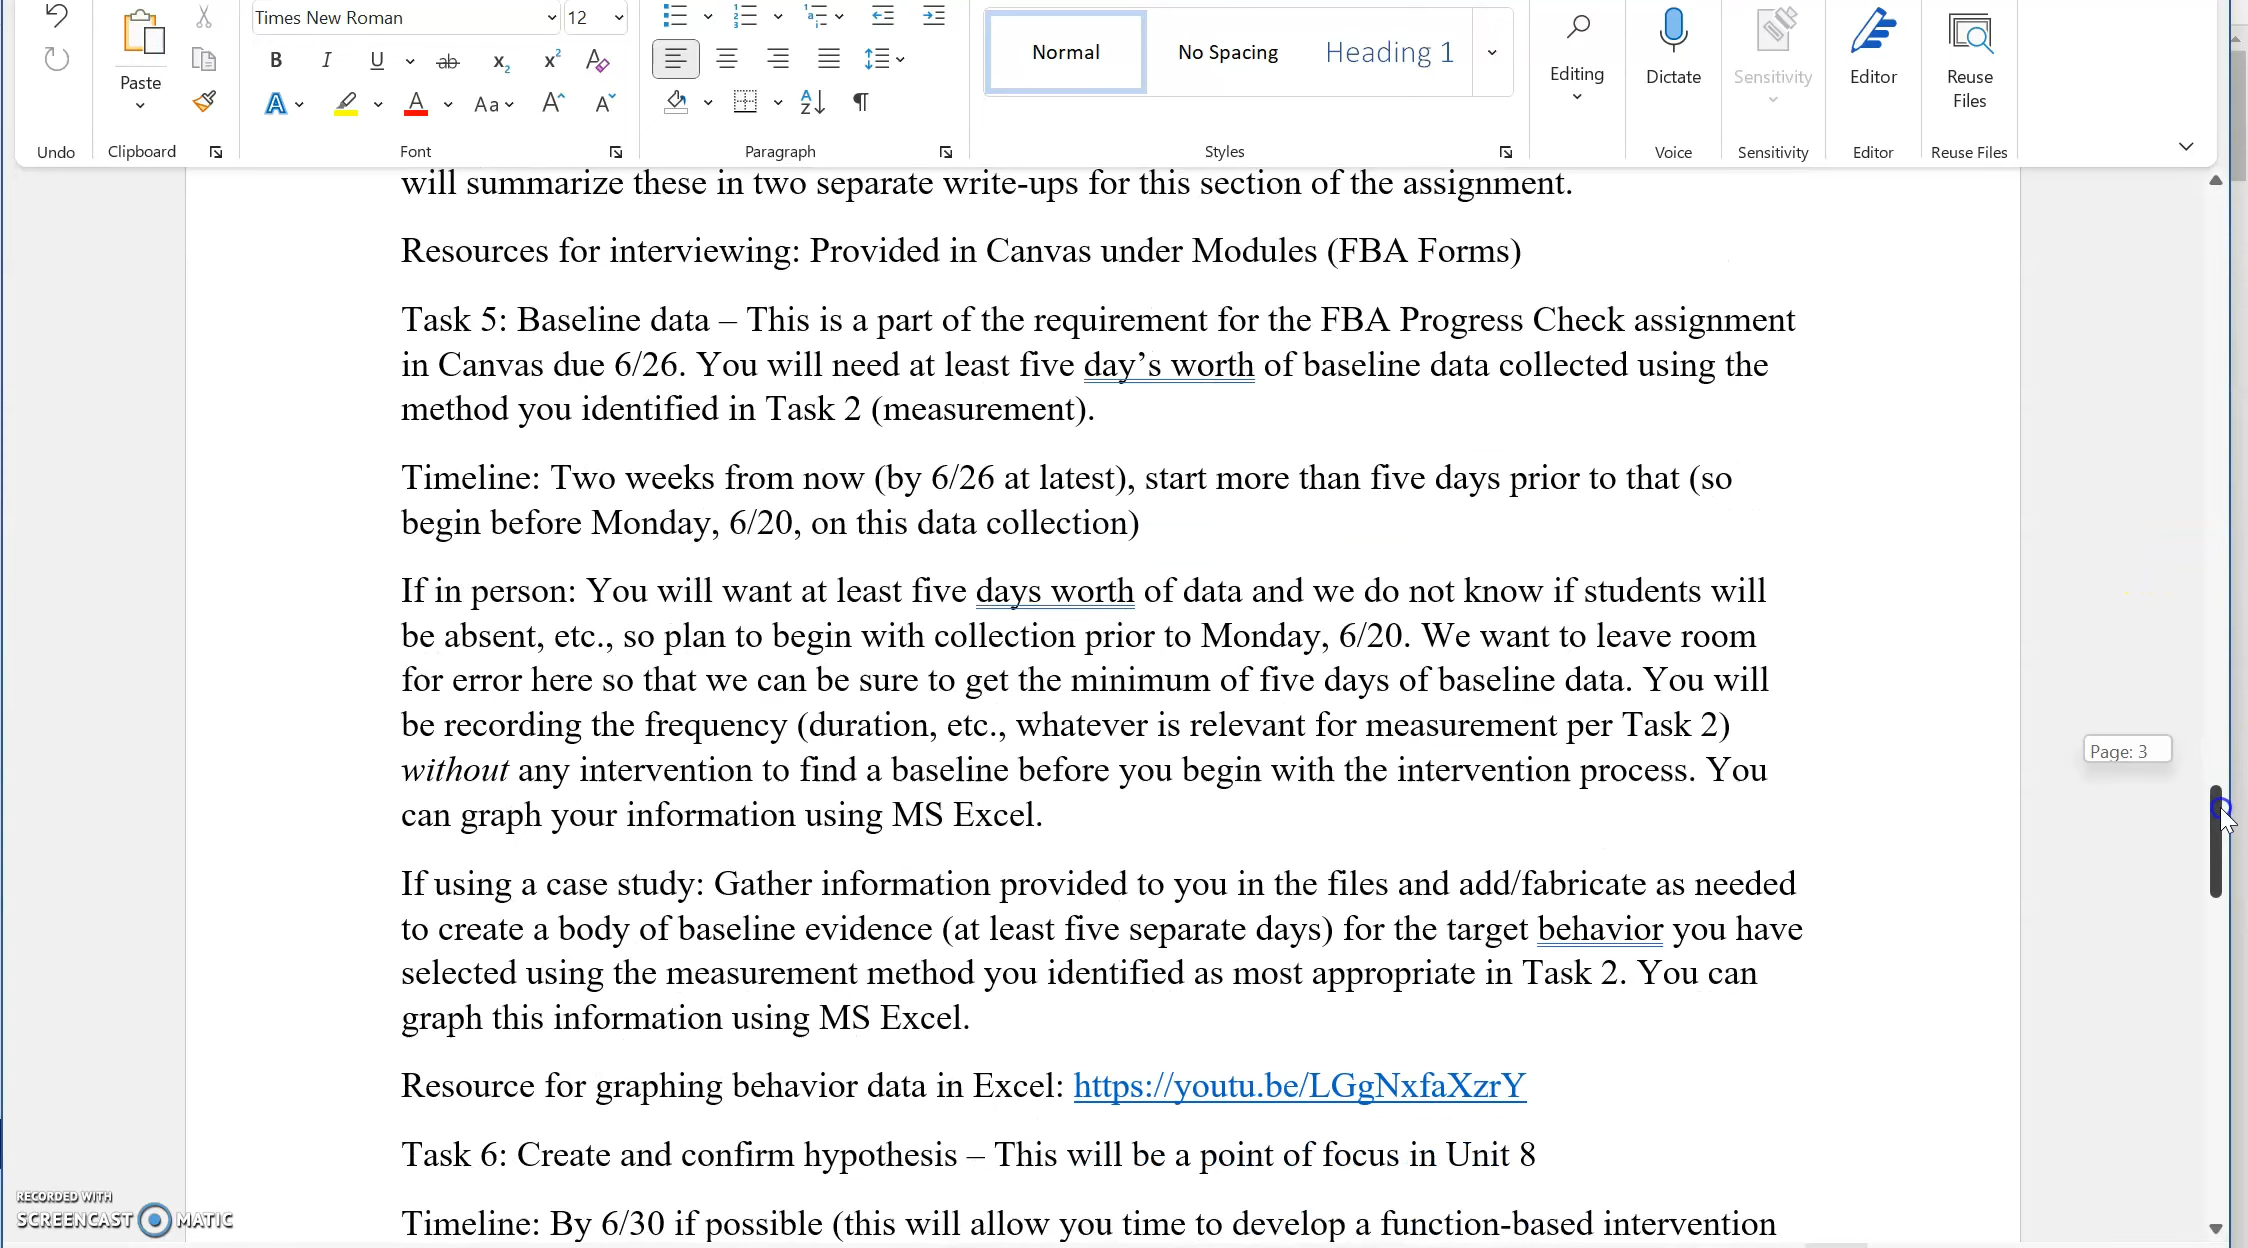 Times New Roman
12
Paste
B I U ab x2 x2 A
A A Aa A A
A Z
Normal
No Spacing
Heading 1
Editing
Dictate
Sensitivity
Editor
Reuse
Files
Undo
Clipboard
Font
Paragraph
Styles
Voice
Sensitivity
Editor
Reuse Files
will summarize these in two separate write-ups for this section of the assignment.
Resources for interviewing: Provided in Canvas under Modules (FBA Forms)
Task 5: Baseline data – This is a part of the requirement for the FBA Progress Check assignment
in Canvas due 6/26. You will need at least five day’s worth of baseline data collected using the
method you identified in Task 2 (measurement).
Timeline: Two weeks from now (by 6/26 at latest), start more than five days prior to that (so
begin before Monday, 6/20, on this data collection)
If in person: You will want at least five days worth of data and we do not know if students will
be absent, etc., so plan to begin with collection prior to Monday, 6/20. We want to leave room
for error here so that we can be sure to get the minimum of five days of baseline data. You will
be recording the frequency (duration, etc., whatever is relevant for measurement per Task 2)
without any intervention to find a baseline before you begin with the intervention process. You
can graph your information using MS Excel.
If using a case study: Gather information provided to you in the files and add/fabricate as needed
to create a body of baseline evidence (at least five separate days) for the target behavior you have
selected using the measurement method you identified as most appropriate in Task 2. You can
graph this information using MS Excel.
Resource for graphing behavior data in Excel: https://youtu.be/LGgNxfaXzrY
Task 6: Create and confirm hypothesis – This will be a point of focus in Unit 8
Timeline: By 6/30 if possible (this will allow you time to develop a function-based intervention
Page: 3
RECORDED WITH
SCREENCAST MATIC